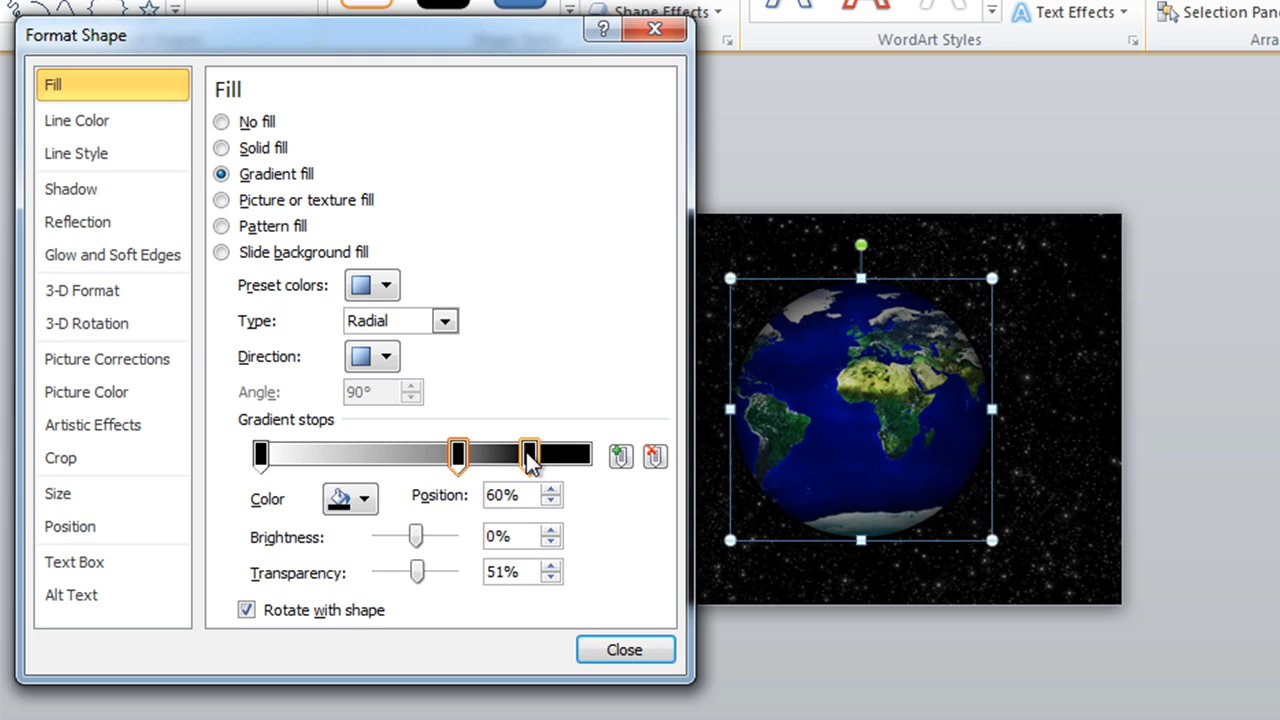 Shape Effects
Text Effects
Selection Pan
WordArt Styles
Arra
Format Shape
Fill
Line Color
Line Style
Shadow
Reflection
Glow and Soft Edges
3-D Format
3-D Rotation
Picture Corrections
Picture Color
Artistic Effects
Crop
Size
Position
Text Box
Alt Text
Fill
No fill
Solid fill
Gradient fill
Picture or texture fill
Pattern fill
Slide background fill
Preset colors:
Type: Radial
Direction:
Angle: 90°
Gradient stops
Color Position: 60%
Brightness: 0%
Transparency: 51%
Rotate with shape
Close